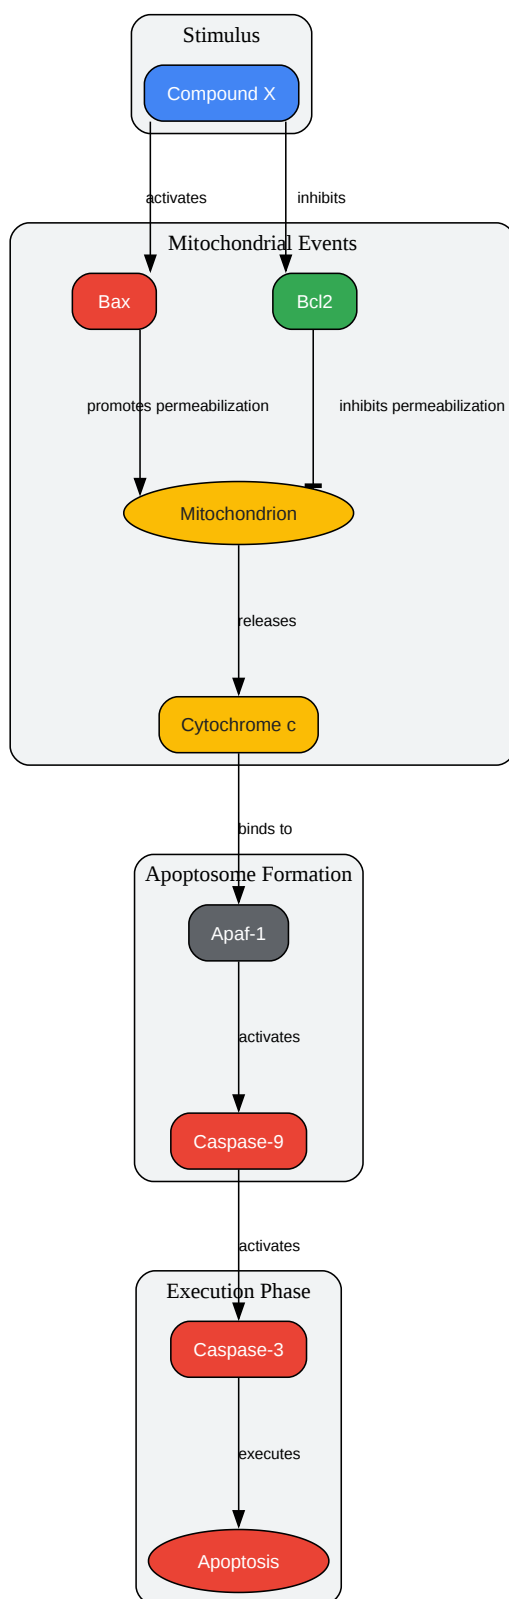 Stimulus
Compound X
activates
inhibits
Mitochondrial Events
Bax
Bcl2
promotes permeabilization
inhibits permeabilization
Mitochondrion
releases
Cytochrome c
binds to
Apoptosome Formation
Apaf-1
activates
Caspase-9
activates
Execution Phase
Caspase-3
executes
Apoptosis